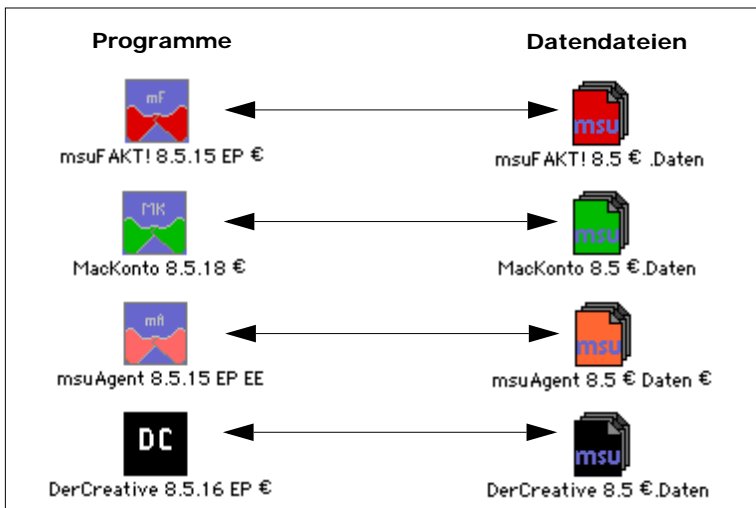 Programme Datendateien
mF
msu
msuFAKT! 8.5.15 EP € msuFAKT! 8.5 € .Daten
MK
msu
MacKonto 8.5.18 € MacKonto 8.5 €.Daten
mA
msu
msuAgent 8.5.15 EP EE msuAgent 8.5 € Daten €
DC
msu
DerCreative 8.5.16 EP € DerCreative 8.5 €.Daten